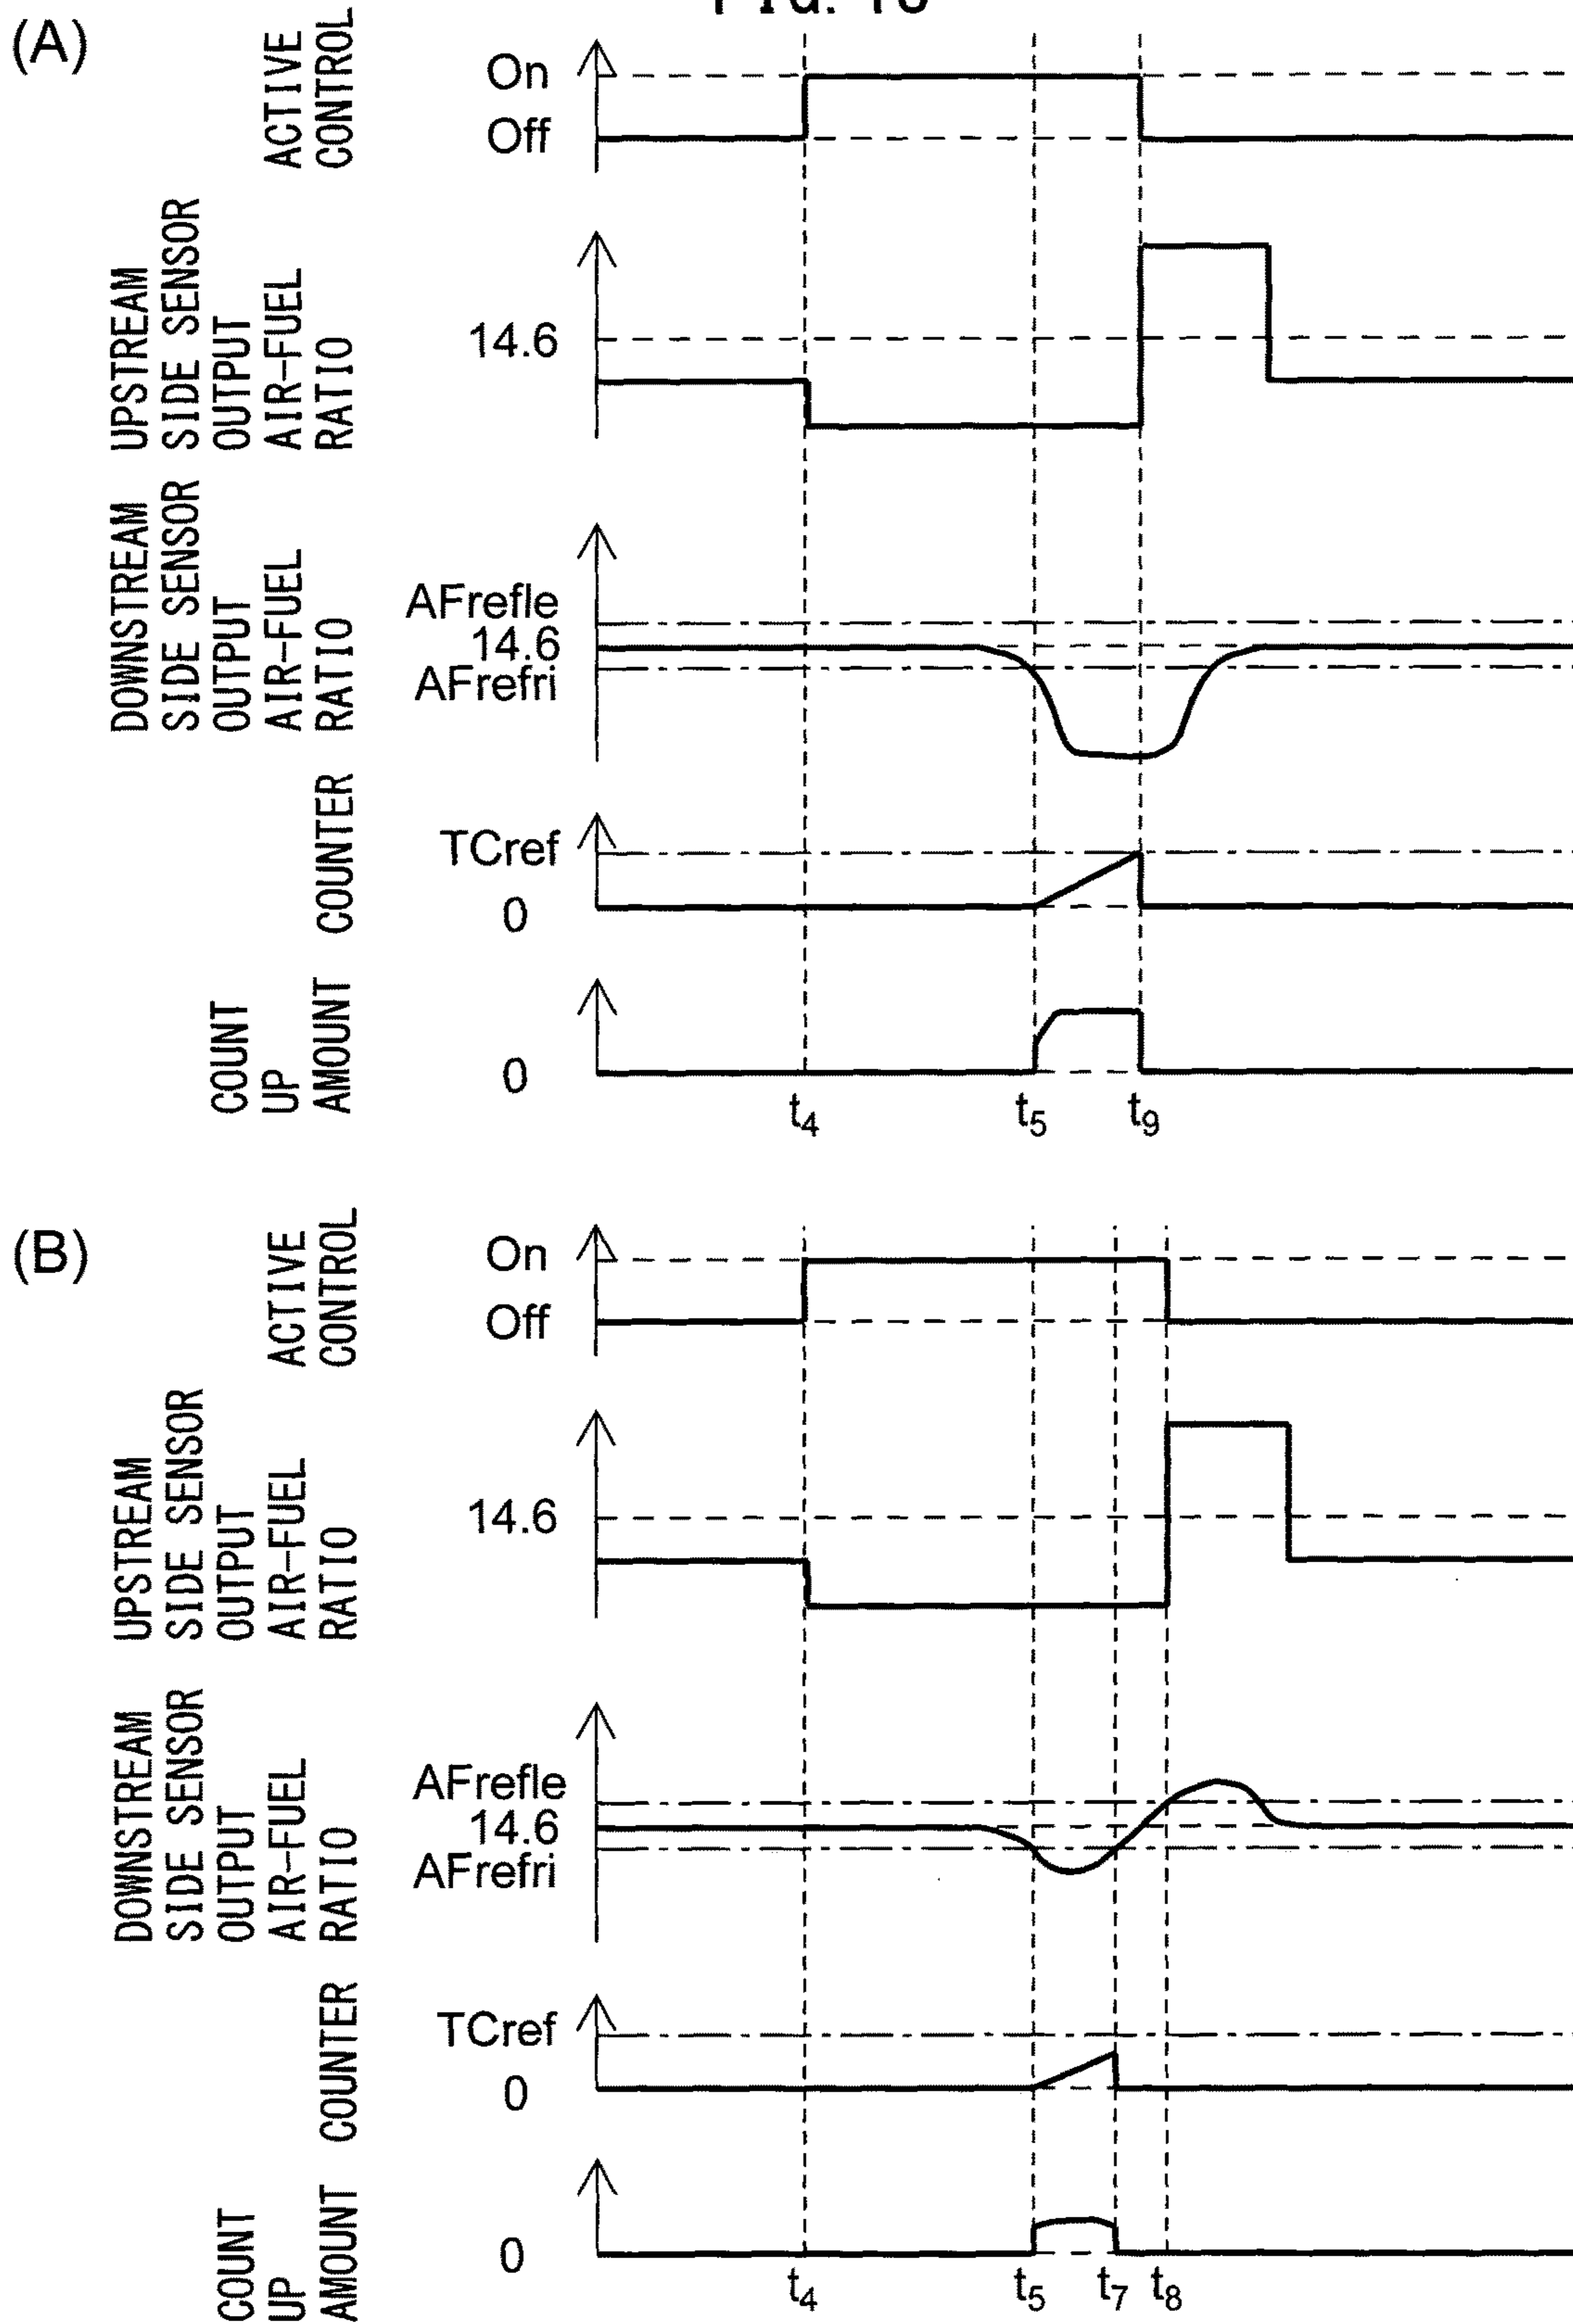 (A)
ACTIVE
CONTROL
On
Off
UPSTREAM
SIDE SENSOR
OUTPUT
AIR-FUEL
RATIO
14.6
DOWNSTREAM
SIDE SENSOR
OUTPUT
AIR-FUEL
RATIO
AFrefle
14.6
AFrefri
COUNTER
TCref
0
COUNT
UP
AMOUNT
0
t4 t5 t9
(B)
ACTIVE
CONTROL
On
Off
UPSTREAM
SIDE SENSOR
OUTPUT
AIR-FUEL
RATIO
14.6
DOWNSTREAM
SIDE SENSOR
OUTPUT
AIR-FUEL
RATIO
AFrefle
14.6
AFrefri
COUNTER
TCref
0
COUNT
UP
AMOUNT
0
t4 t5 t7 t8